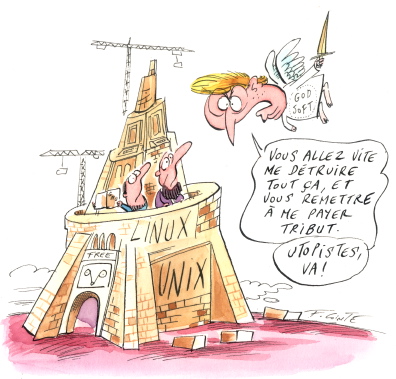 GOD
SOFT
VOUS ALLEZ VITE
ME DÉTRUIRE
TOUT ÇA, ET
VOUS REMETTRE
À ME PAYER
TRIBUT.
UTOPISTES,
VA!
LINUX
FREE
UNIX